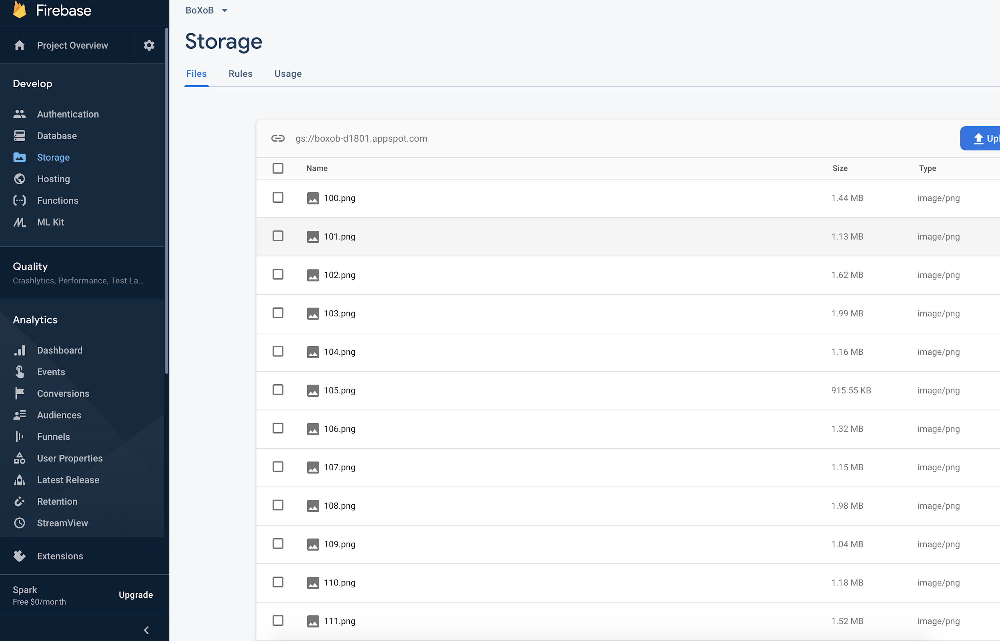 Firebase
Project Overview
Develop
Authentication
Database
Storage
Hosting
Functions
ML Kit
Quality
Crashlytics, Performance, Test La...
Analytics
Dashboard
Events
Conversions
Audiences
Funnels
User Properties
Latest Release
Retention
StreamView
Extensions
Spark
Free $0/month
Upgrade
BoXoB
Storage
Files Rules Usage
gs://boxob-d1801.appspot.com
Upl
Name Size Type
100.png 1.44 MB image/png
101.png 1.13 MB image/png
102.png 1.62 MB image/png
103.png 1.99 MB image/png
104.png 1.16 MB image/png
105.png 915.55 KB image/png
106.png 1.32 MB image/png
107.png 1.15 MB image/png
108.png 1.98 MB image/png
109.png 1.04 MB image/png
110.png 1.18 MB image/png
111.png 1.52 MB image/png